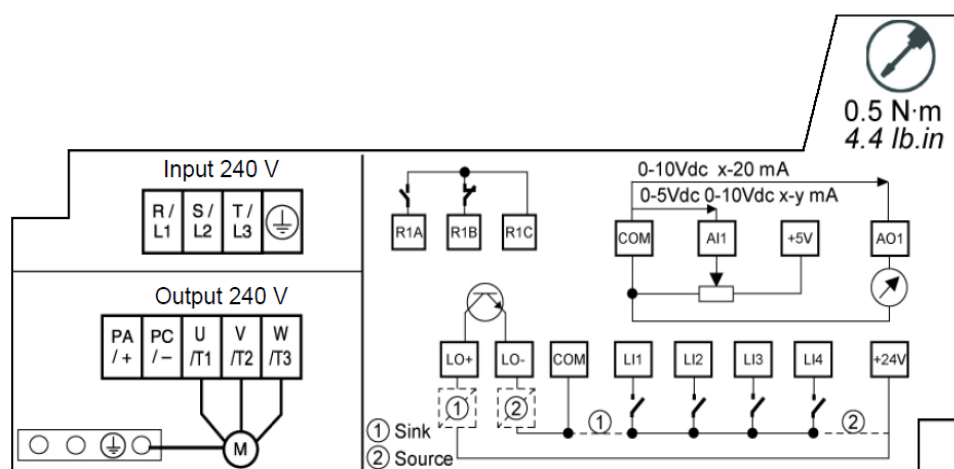 0.5 N·m
4.4 lb.in
Input 240 V
R / L1 S / L2 T / L3
Output 240 V
PA / + PC / − U /T1 V /T2 W /T3
M
R1A R1B R1C
0-10Vdc x-20 mA
0-5Vdc 0-10Vdc x-y mA
COM AI1 +5V AO1
LO+ LO- COM LI1 LI2 LI3 LI4 +24V
① ② ① ②
① Sink
② Source